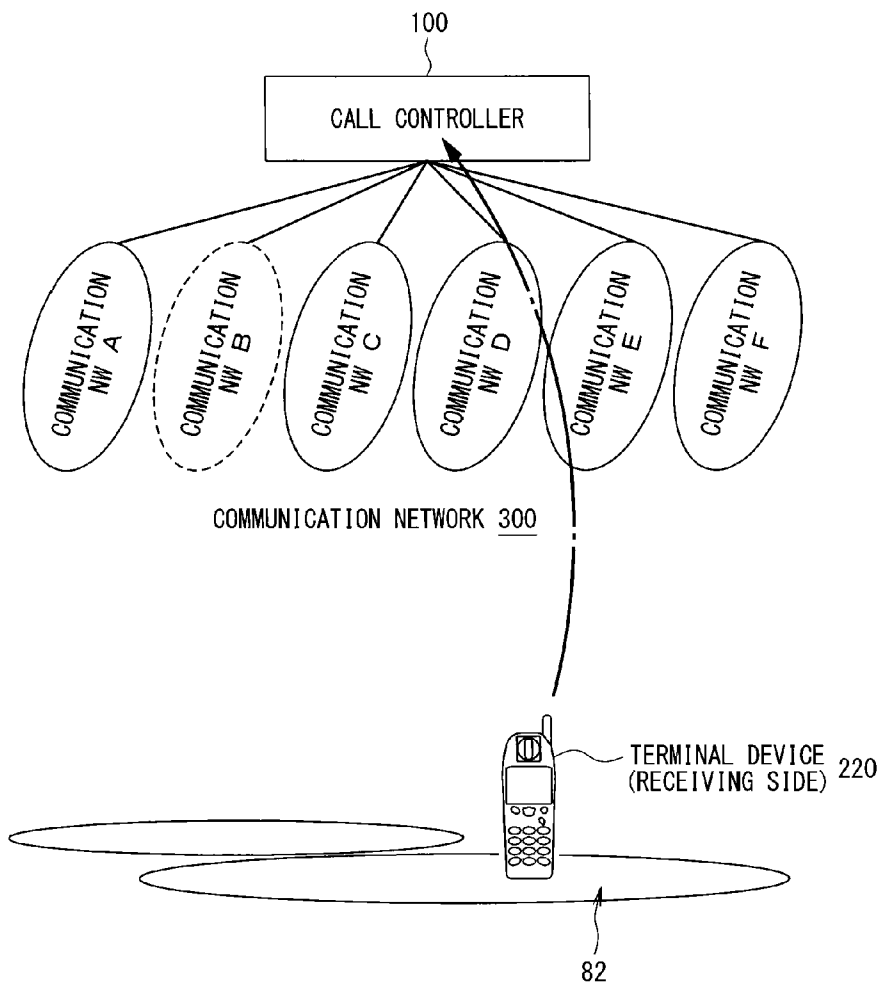 100
CALL CONTROLLER
COMMUNICATION
NW A
COMMUNICATION
NW B
COMMUNICATION
NW C
COMMUNICATION
NW D
COMMUNICATION
NW E
COMMUNICATION
NW F
COMMUNICATION NETWORK 300
TERMINAL DEVICE
(RECEIVING SIDE) 220
82